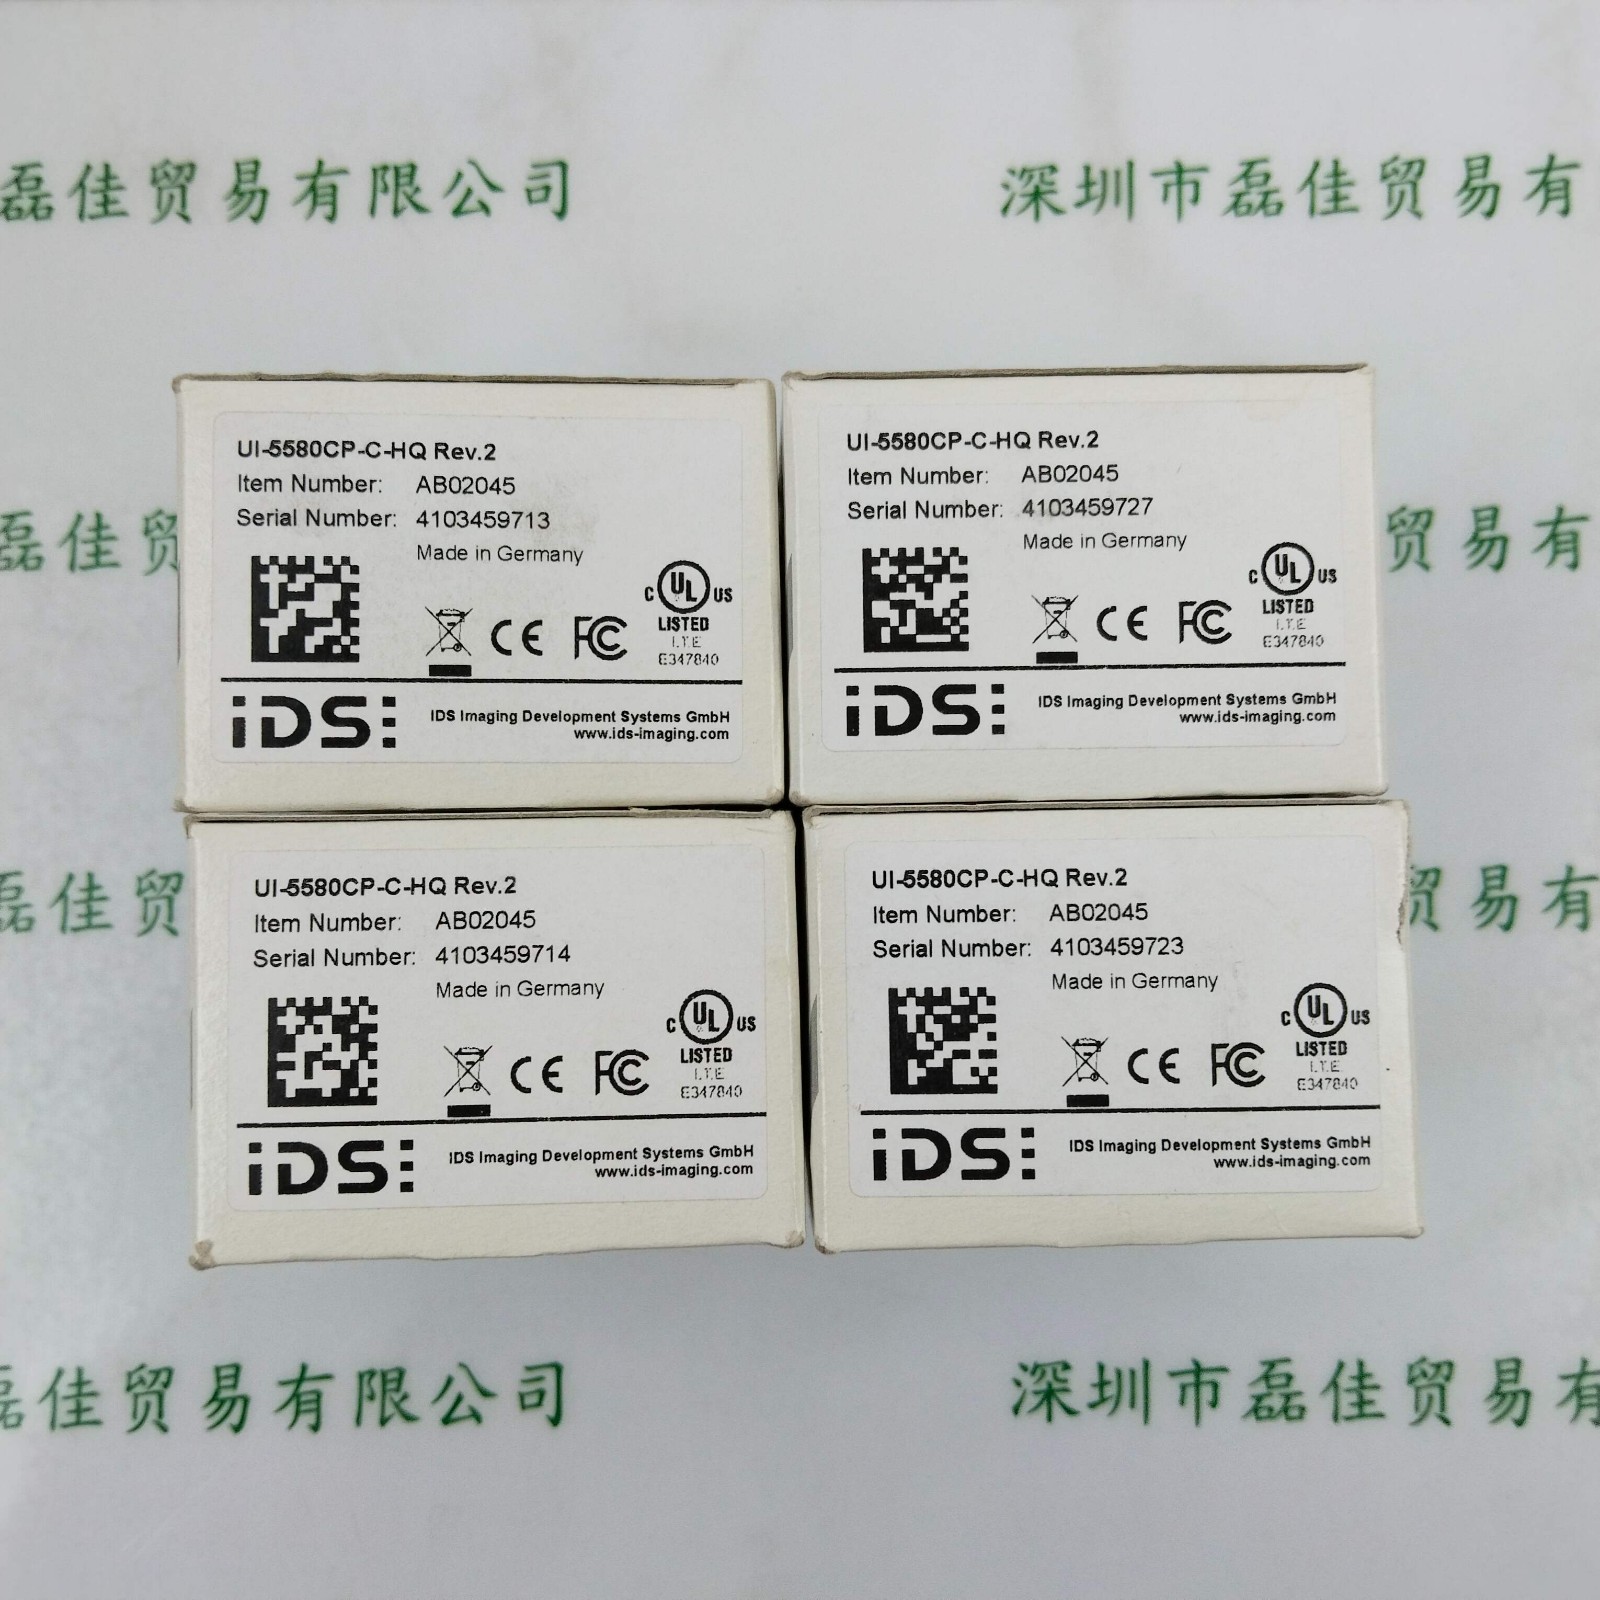 磊佳贸易有限公司
深圳市磊佳贸易有
UI-5580CP-C-HQ Rev.2
Item Number: AB02045
Serial Number: 4103459713
Made in Germany
C UL US
LISTED
I.T.E
E347840
CE FC
iDS
IDS Imaging Development Systems GmbH
www.ids-imaging.com
UI-5580CP-C-HQ Rev.2
Item Number: AB02045
Serial Number: 4103459727
Made in Germany
C UL US
LISTED
I.T.E
E347840
CE FC
iDS
IDS Imaging Development Systems GmbH
www.ids-imaging.com
磊佳贸
贸易有
UI-5580CP-C-HQ Rev.2
Item Number: AB02045
Serial Number: 4103459714
Made in Germany
C UL US
LISTED
I.T.E
E347840
CE FC
iDS
IDS Imaging Development Systems GmbH
www.ids-imaging.com
UI-5580CP-C-HQ Rev.2
Item Number: AB02045
Serial Number: 4103459723
Made in Germany
C UL US
LISTED
I.T.E
E347840
CE FC
iDS
IDS Imaging Development Systems GmbH
www.ids-imaging.com
磊佳贸
贸易有
磊佳贸易有限公司
深圳市磊佳贸易有